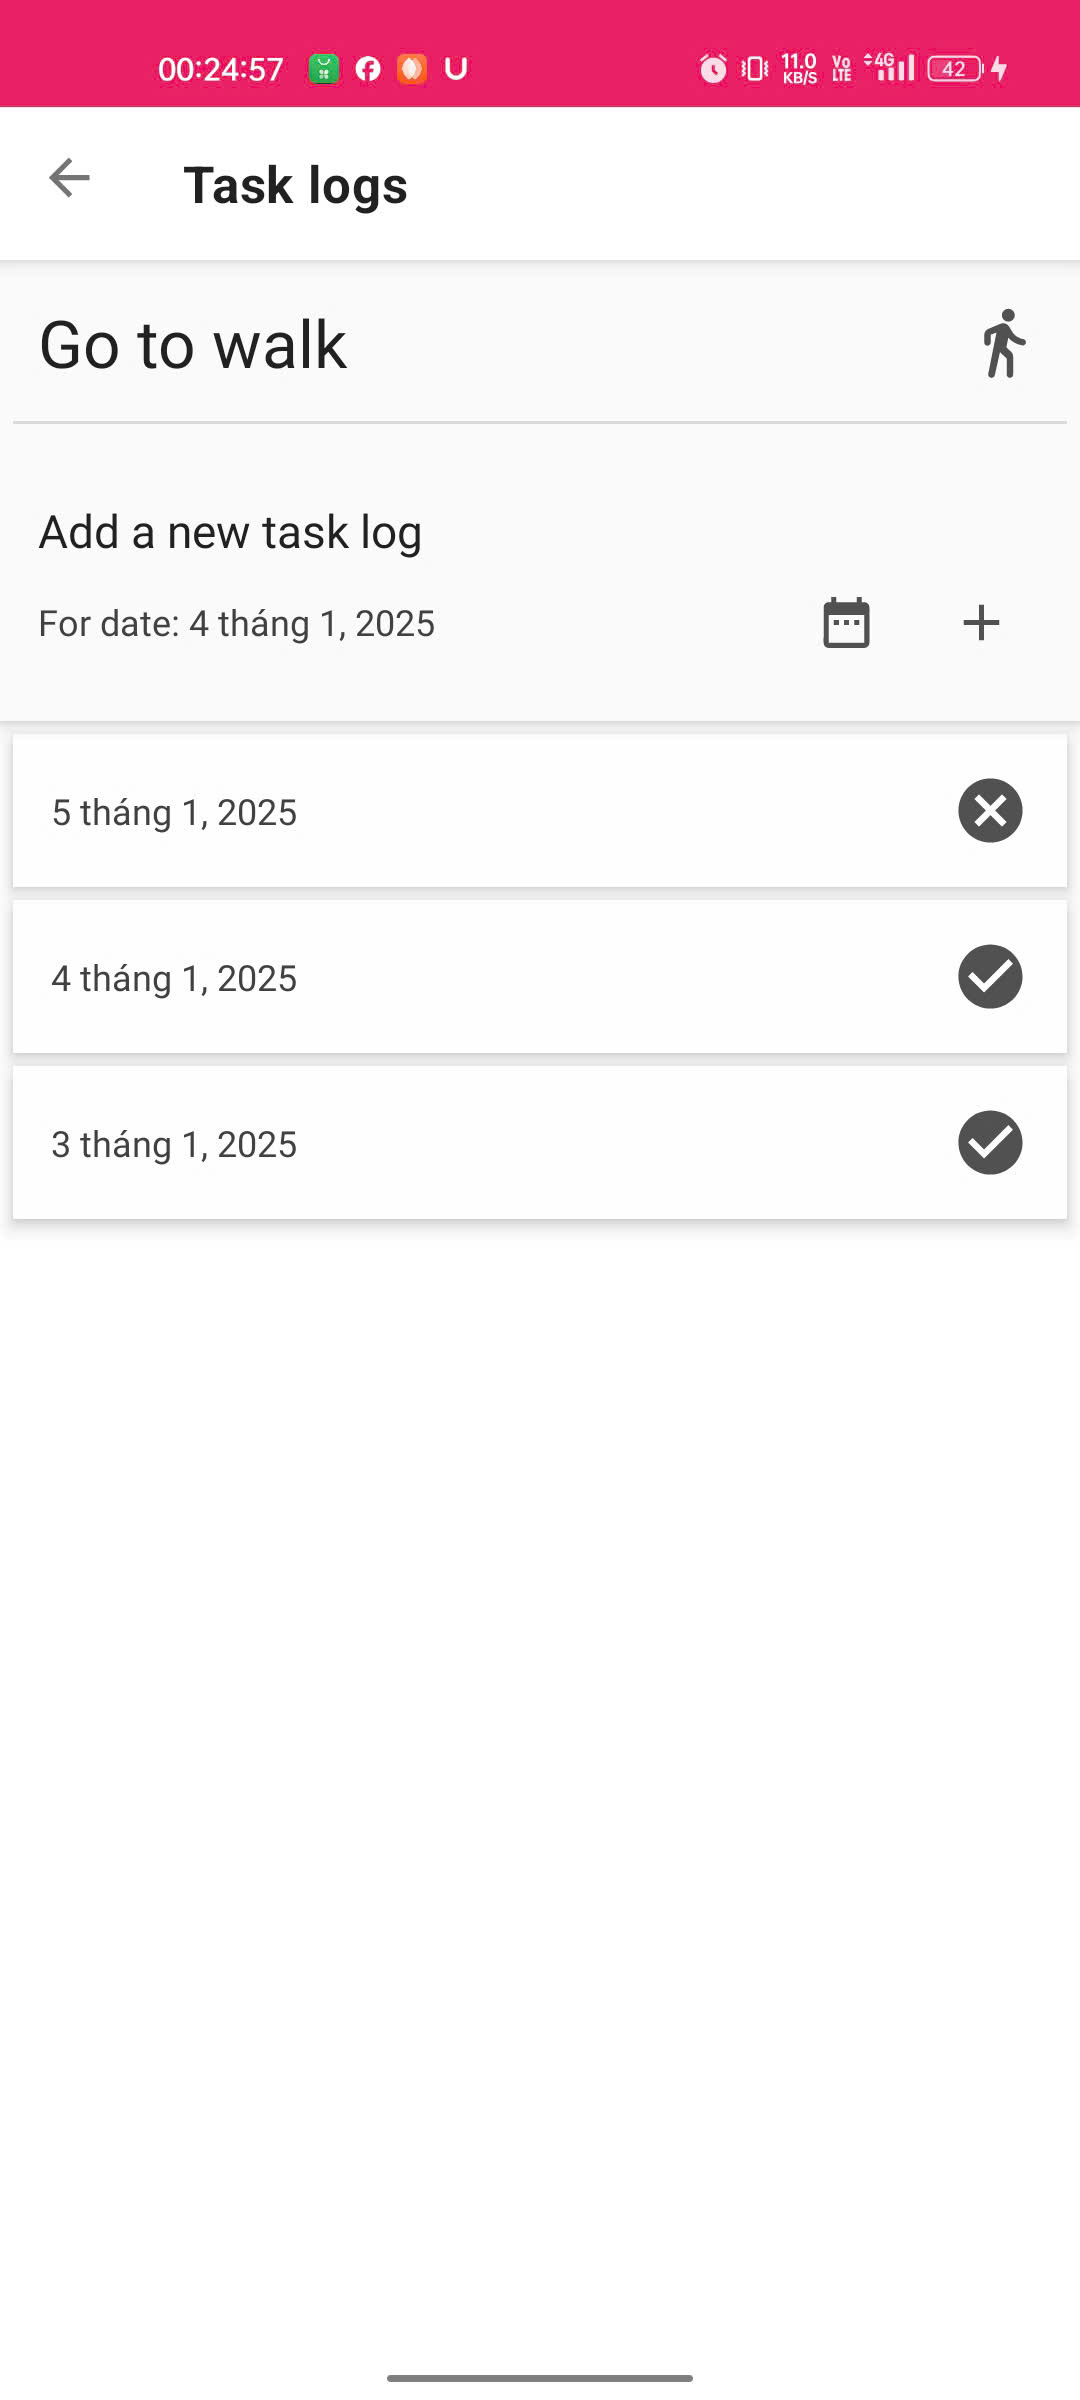 00:24:57 U 11.0 KB/S Vo LTE 4G 42
Task logs
Go to walk
Add a new task log
For date: 4 tháng 1, 2025
5 tháng 1, 2025
4 tháng 1, 2025
3 tháng 1, 2025